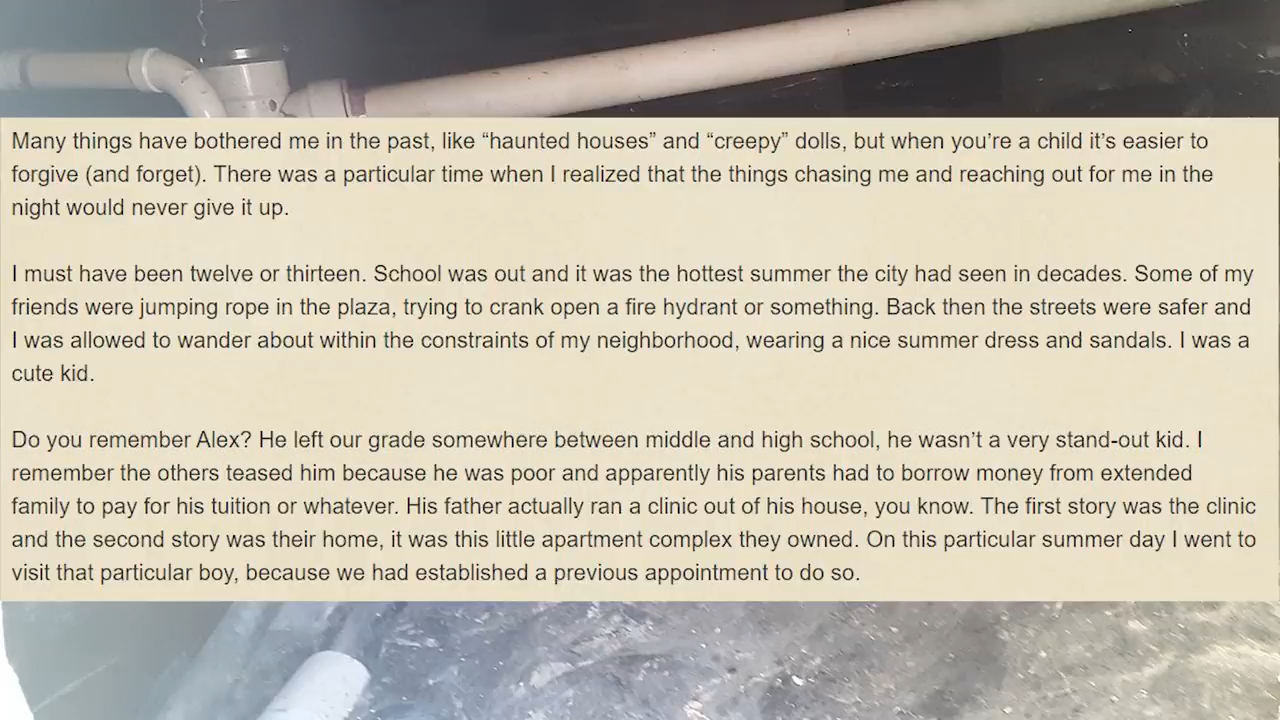 Many things have bothered me in the past, like “haunted houses” and “creepy” dolls, but when you’re a child it’s easier to
forgive (and forget). There was a particular time when I realized that the things chasing me and reaching out for me in the
night would never give it up.
I must have been twelve or thirteen. School was out and it was the hottest summer the city had seen in decades. Some of my
friends were jumping rope in the plaza, trying to crank open a fire hydrant or something. Back then the streets were safer and
I was allowed to wander about within the constraints of my neighborhood, wearing a nice summer dress and sandals. I was a
cute kid.
Do you remember Alex? He left our grade somewhere between middle and high school, he wasn’t a very stand-out kid. I
remember the others teased him because he was poor and apparently his parents had to borrow money from extended
family to pay for his tuition or whatever. His father actually ran a clinic out of his house, you know. The first story was the clinic
and the second story was their home, it was this little apartment complex they owned. On this particular summer day I went to
visit that particular boy, because we had established a previous appointment to do so.